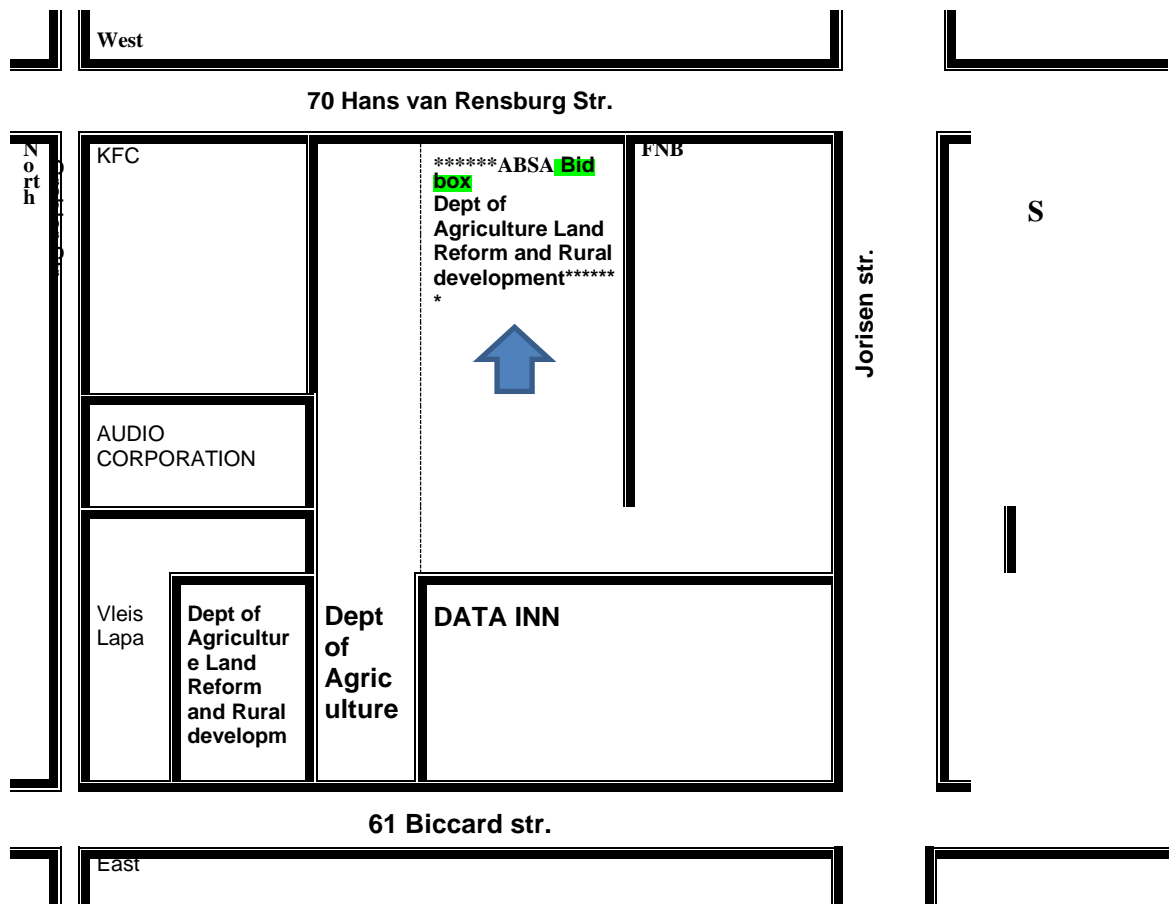 West
70 Hans van Rensburg Str.
N
o
rt
h
KFC
******ABSA Bid
box
Dept of
Agriculture Land
Reform and Rural
development******
*
FNB
S
Jorisen str.
AUDIO
CORPORATION
Vleis
Lapa
Dept of
Agricultur
e Land
Reform
and Rural
developm
Dept
of
Agric
ulture
DATA INN
61 Biccard str.
East